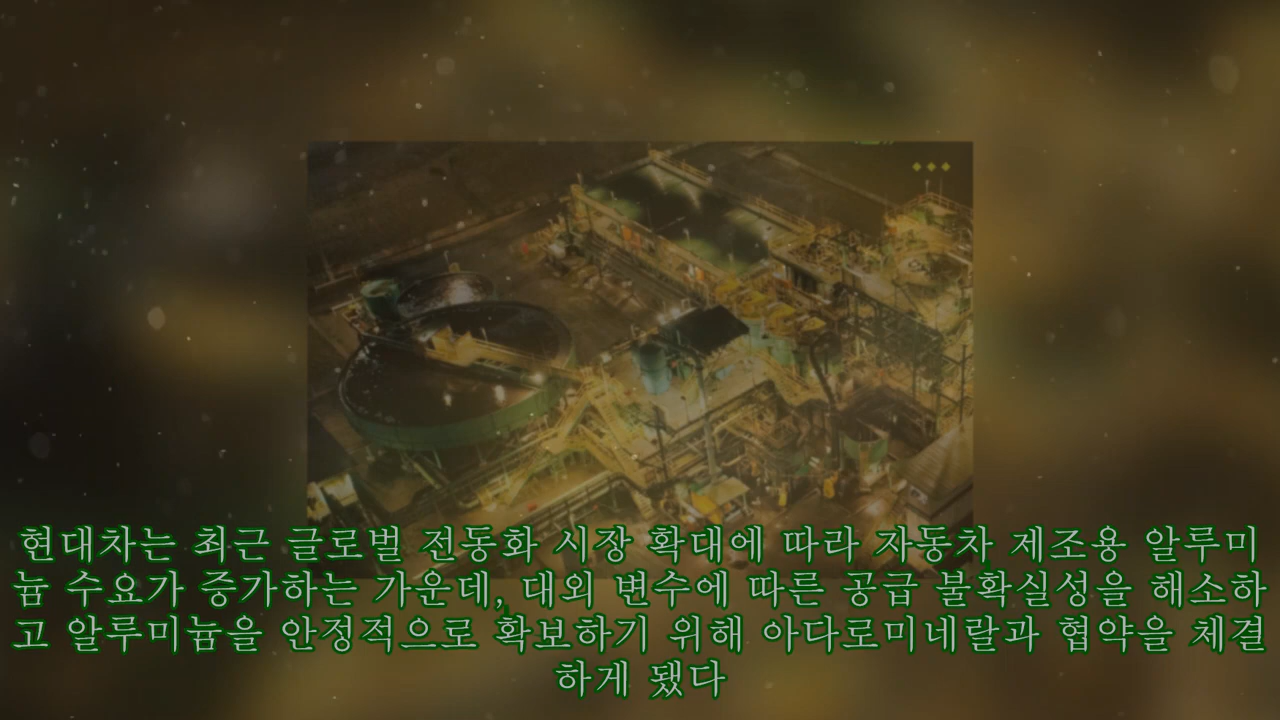 현대차는 최근 글로벌 전동화 시장 확대에 따라 자동차 제조용 알루미
늄 수요가 증가하는 가운데, 대외 변수에 따른 공급 불확실성을 해소하
고 알루미늄을 안정적으로 확보하기 위해 아다로미네랄과 협약을 체결
하게 됐다